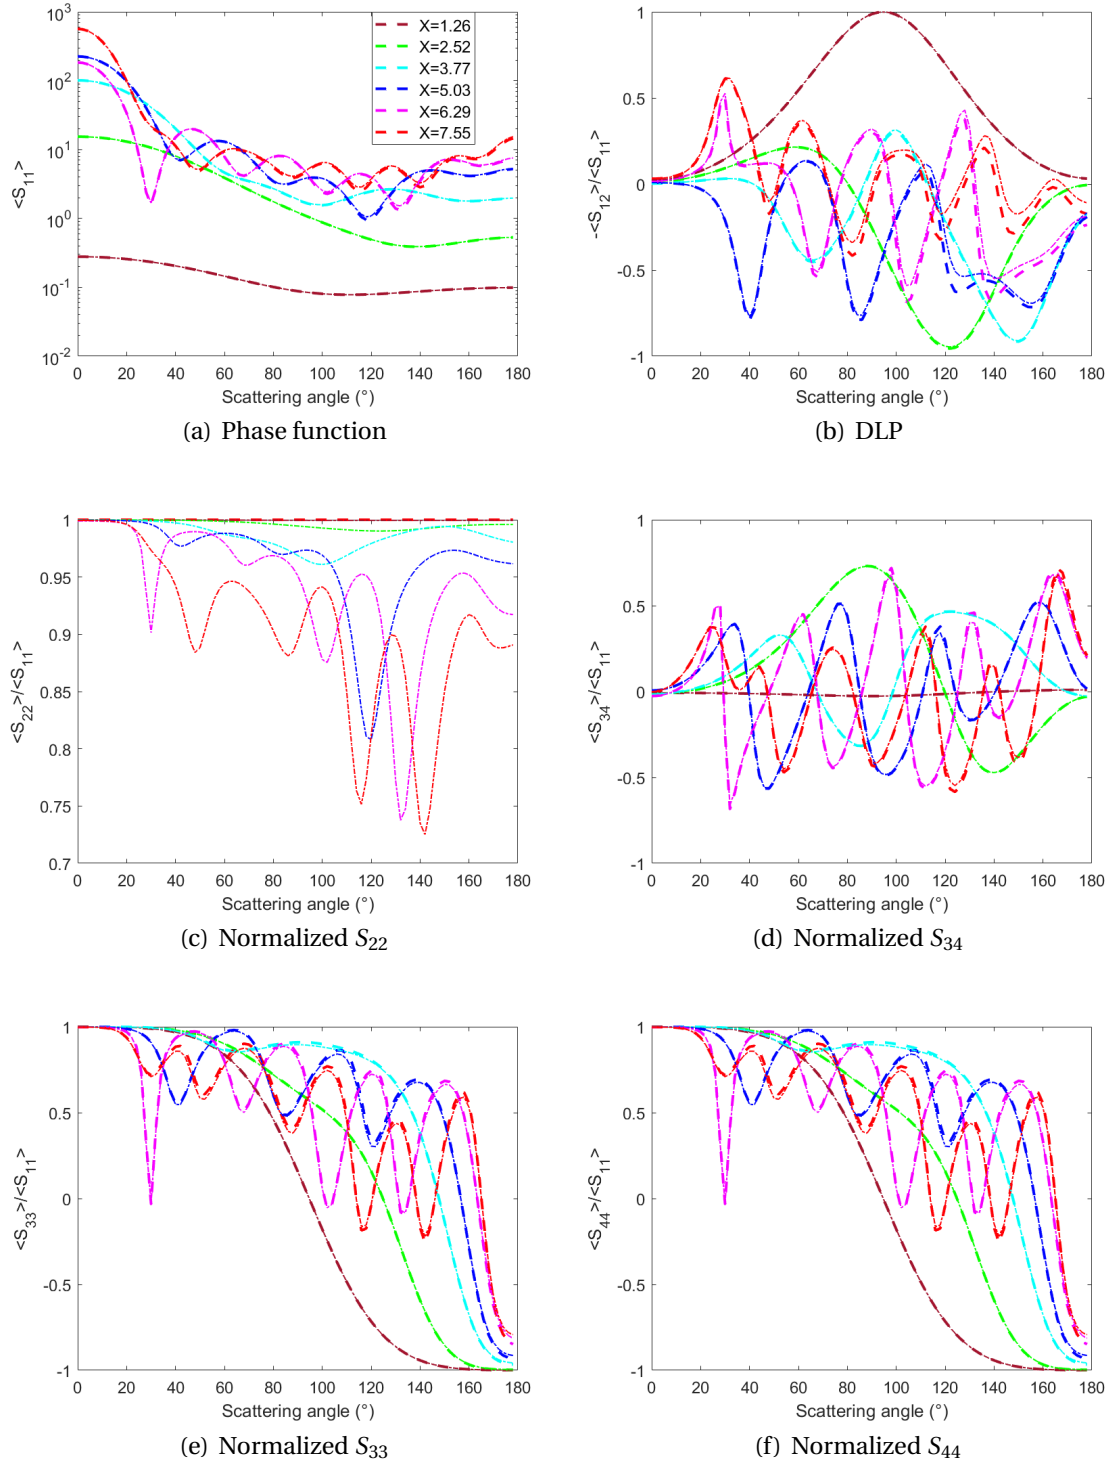 <S11>
10^3
10^2
10^1
10^0
10^-1
10^-2
X=1.26
X=2.52
X=3.77
X=5.03
X=6.29
X=7.55
0 20 40 60 80 100 120 140 160 180
Scattering angle (°)
(a) Phase function
-<S12>/<S11>
1
0.5
0
-0.5
-1
0 20 40 60 80 100 120 140 160 180
Scattering angle (°)
(b) DLP
<S22>/<S11>
1
0.95
0.9
0.85
0.8
0.75
0.7
0 20 40 60 80 100 120 140 160 180
Scattering angle (°)
(c) Normalized S22
<S34>/<S11>
1
0.5
0
-0.5
-1
0 20 40 60 80 100 120 140 160 180
Scattering angle (°)
(d) Normalized S34
<S33>/<S11>
1
0.5
0
-0.5
-1
0 20 40 60 80 100 120 140 160 180
Scattering angle (°)
(e) Normalized S33
<S44>/<S11>
1
0.5
0
-0.5
-1
0 20 40 60 80 100 120 140 160 180
Scattering angle (°)
(f) Normalized S44